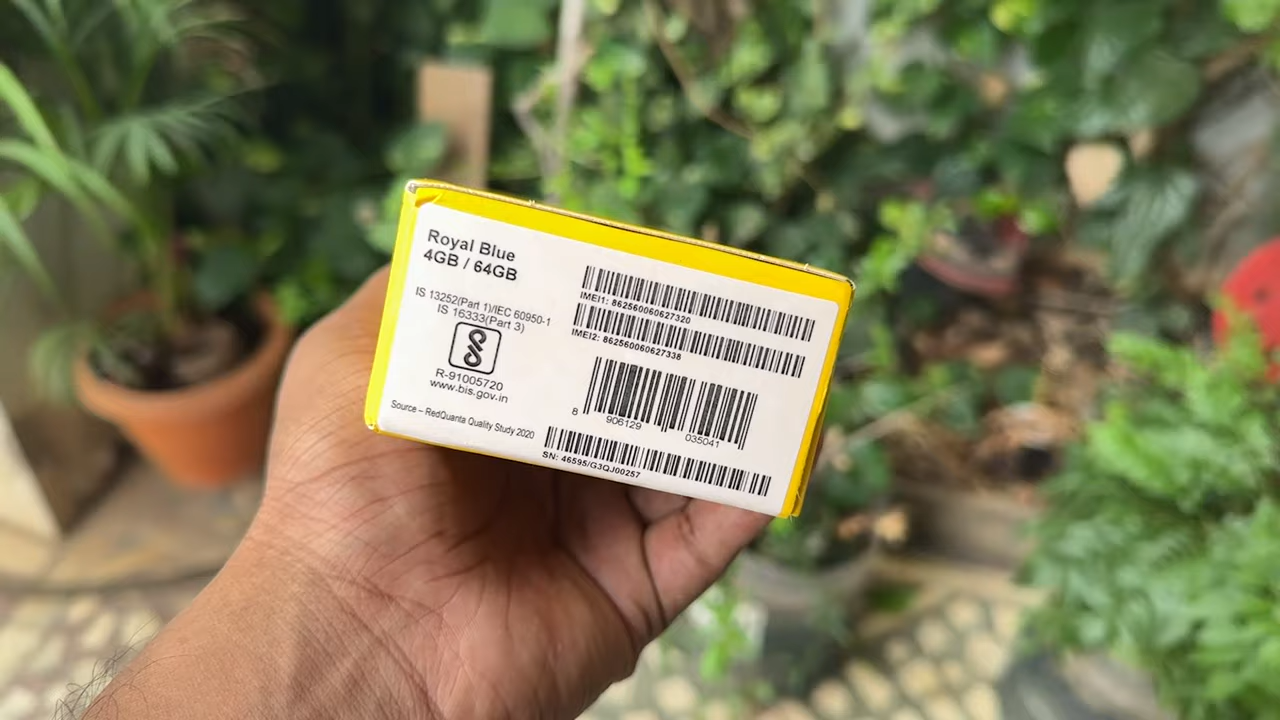 Royal Blue
4GB / 64GB
IS 13252(Part 1)/IEC 60950-1
IS 16333(Part 3)
R-91005720
www.bis.gov.in
Source – RedQuanta Quality Study 2020
IMEI1: 862560060627320
IMEI2: 862560060627338
8 906129 035041
SN: 46595/G3QJ00257